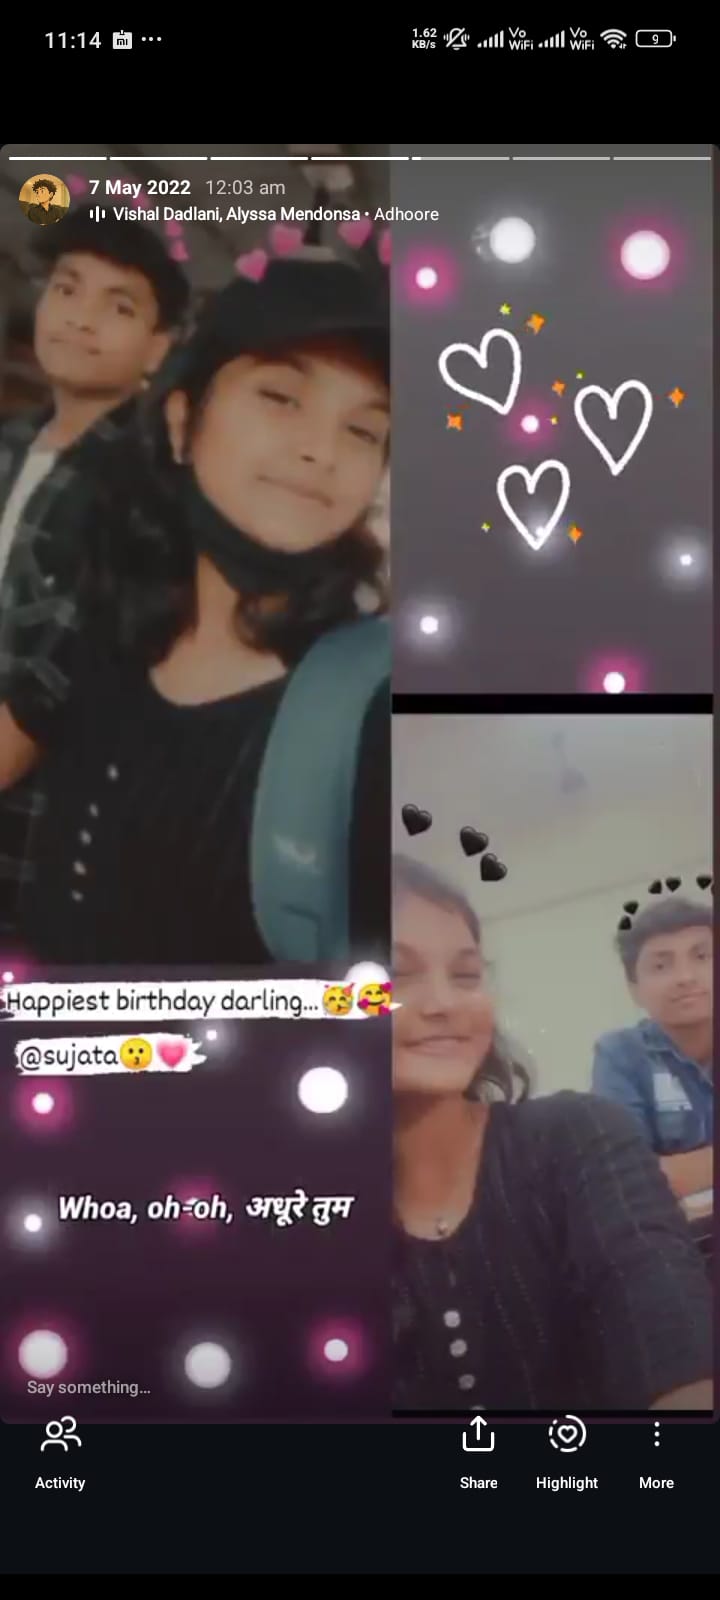 11:14
1.62
KB/s
Vo
WiFi
Vo
WiFi
9
7 May 2022 12:03 am
Vishal Dadlani, Alyssa Mendonsa • Adhoore
Happiest birthday darling...🥳🥰
@sujata😗💗
Whoa, oh-oh, अधूरे तुम
Say something...
Activity
Share
Highlight
More